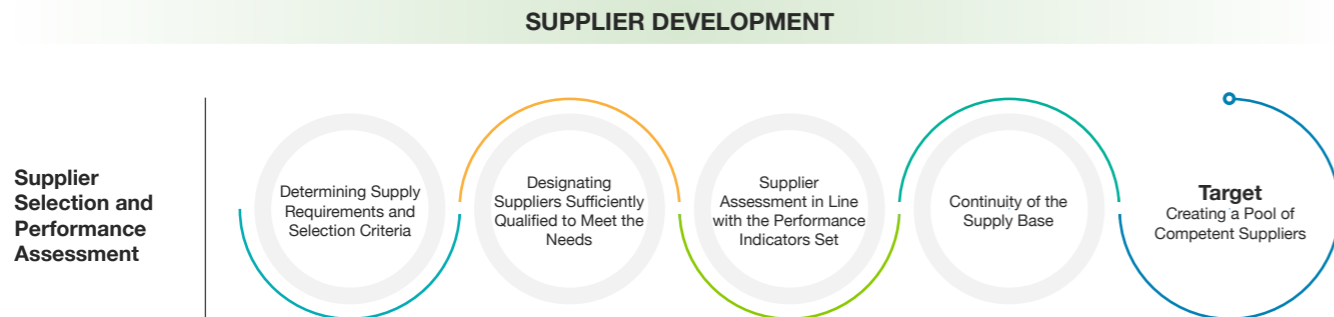 SUPPLIER DEVELOPMENT
Supplier
Selection and
Performance
Assessment
Determining Supply
Requirements and
Selection Criteria
Designating
Suppliers Sufficiently
Qualified to Meet the
Needs
Supplier
Assessment in Line
with the Performance
Indicators Set
Continuity of the
Supply Base
Target
Creating a Pool of
Competent Suppliers